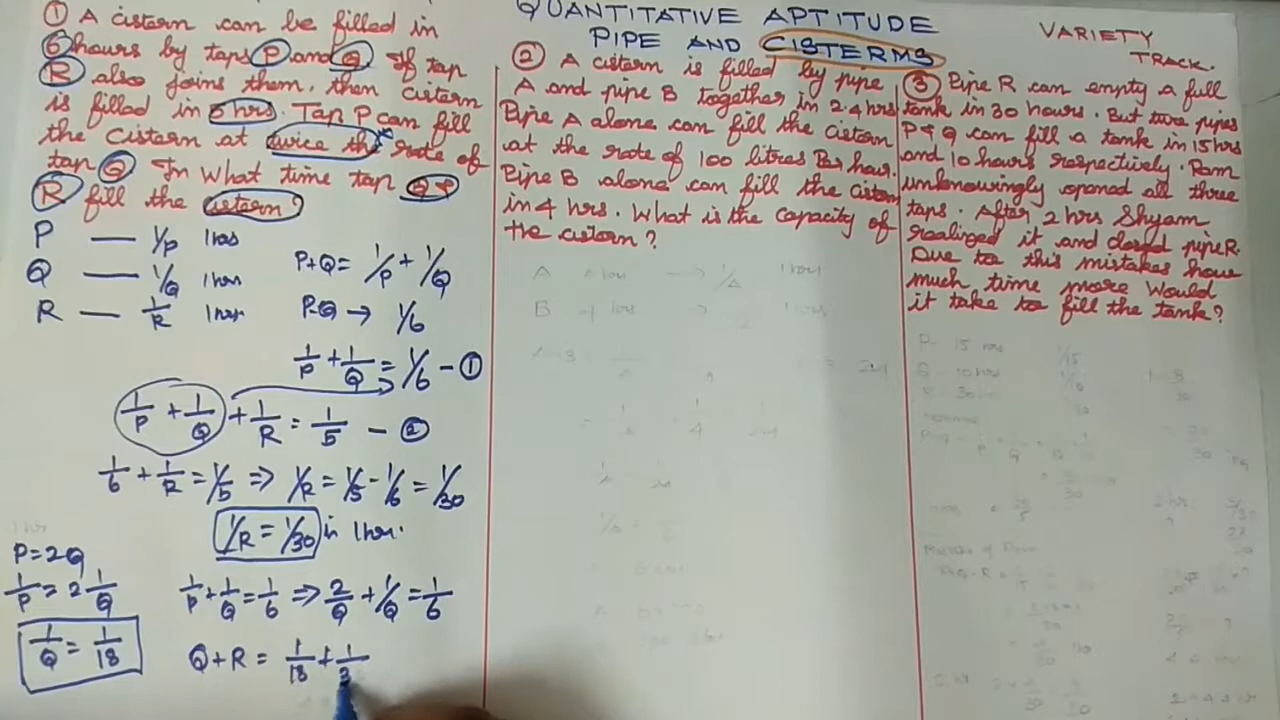 QUANTITATIVE APTITUDE
PIPE AND CISTERMS
VARIETY
TRACK.
① A cistern can be filled in
6 hours by taps P and Q If tap
R also joins them, then cistern
is filled in 5 hrs. Tap P can fill
the cistern at twice the rate of
tap Q In what time tap Q &
R fill the cistern?
P — 1/P 1 hrs
Q — 1/Q 1 hrs
R — 1/R 1 hrs
P+Q = 1/P + 1/Q
P&Q → 1/6
1/P + 1/Q = 1/6 - ①
1/P + 1/Q + 1/R = 1/5 - ②
1/6 + 1/R = 1/5 ⇒ 1/R = 1/5 - 1/6 = 1/30
1/R = 1/30 in 1 hrr.
P=2Q
1/P = 2 1/Q
1/P + 1/Q = 1/6 ⇒ 2/Q + 1/Q = 1/6
1/Q = 1/18
Q+R = 1/18 + 1/3
② A cistern is filled by pipe
A and pipe B together in 2.4 hrs
Pipe A alone can fill the cistern
at the rate of 100 litres Per hour.
Pipe B alone can fill the cistern
in 4 hrs. What is the capacity of
the cistern?
③ Pipe R can empty a full
tank in 30 hours. But two pipes
P & Q can fill a tank in 15 hrs
and 10 hours respectively. Ram
unknowingly opened all three
taps. After 2 hrs Shyam
realized it and closed pipe R.
Due to this mistakes how
much time more would
it take to fill the tank?